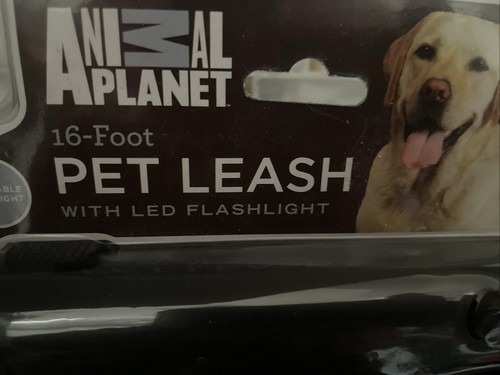 ANIMAL
PLANET
16-Foot
PET LEASH
WITH LED FLASHLIGHT